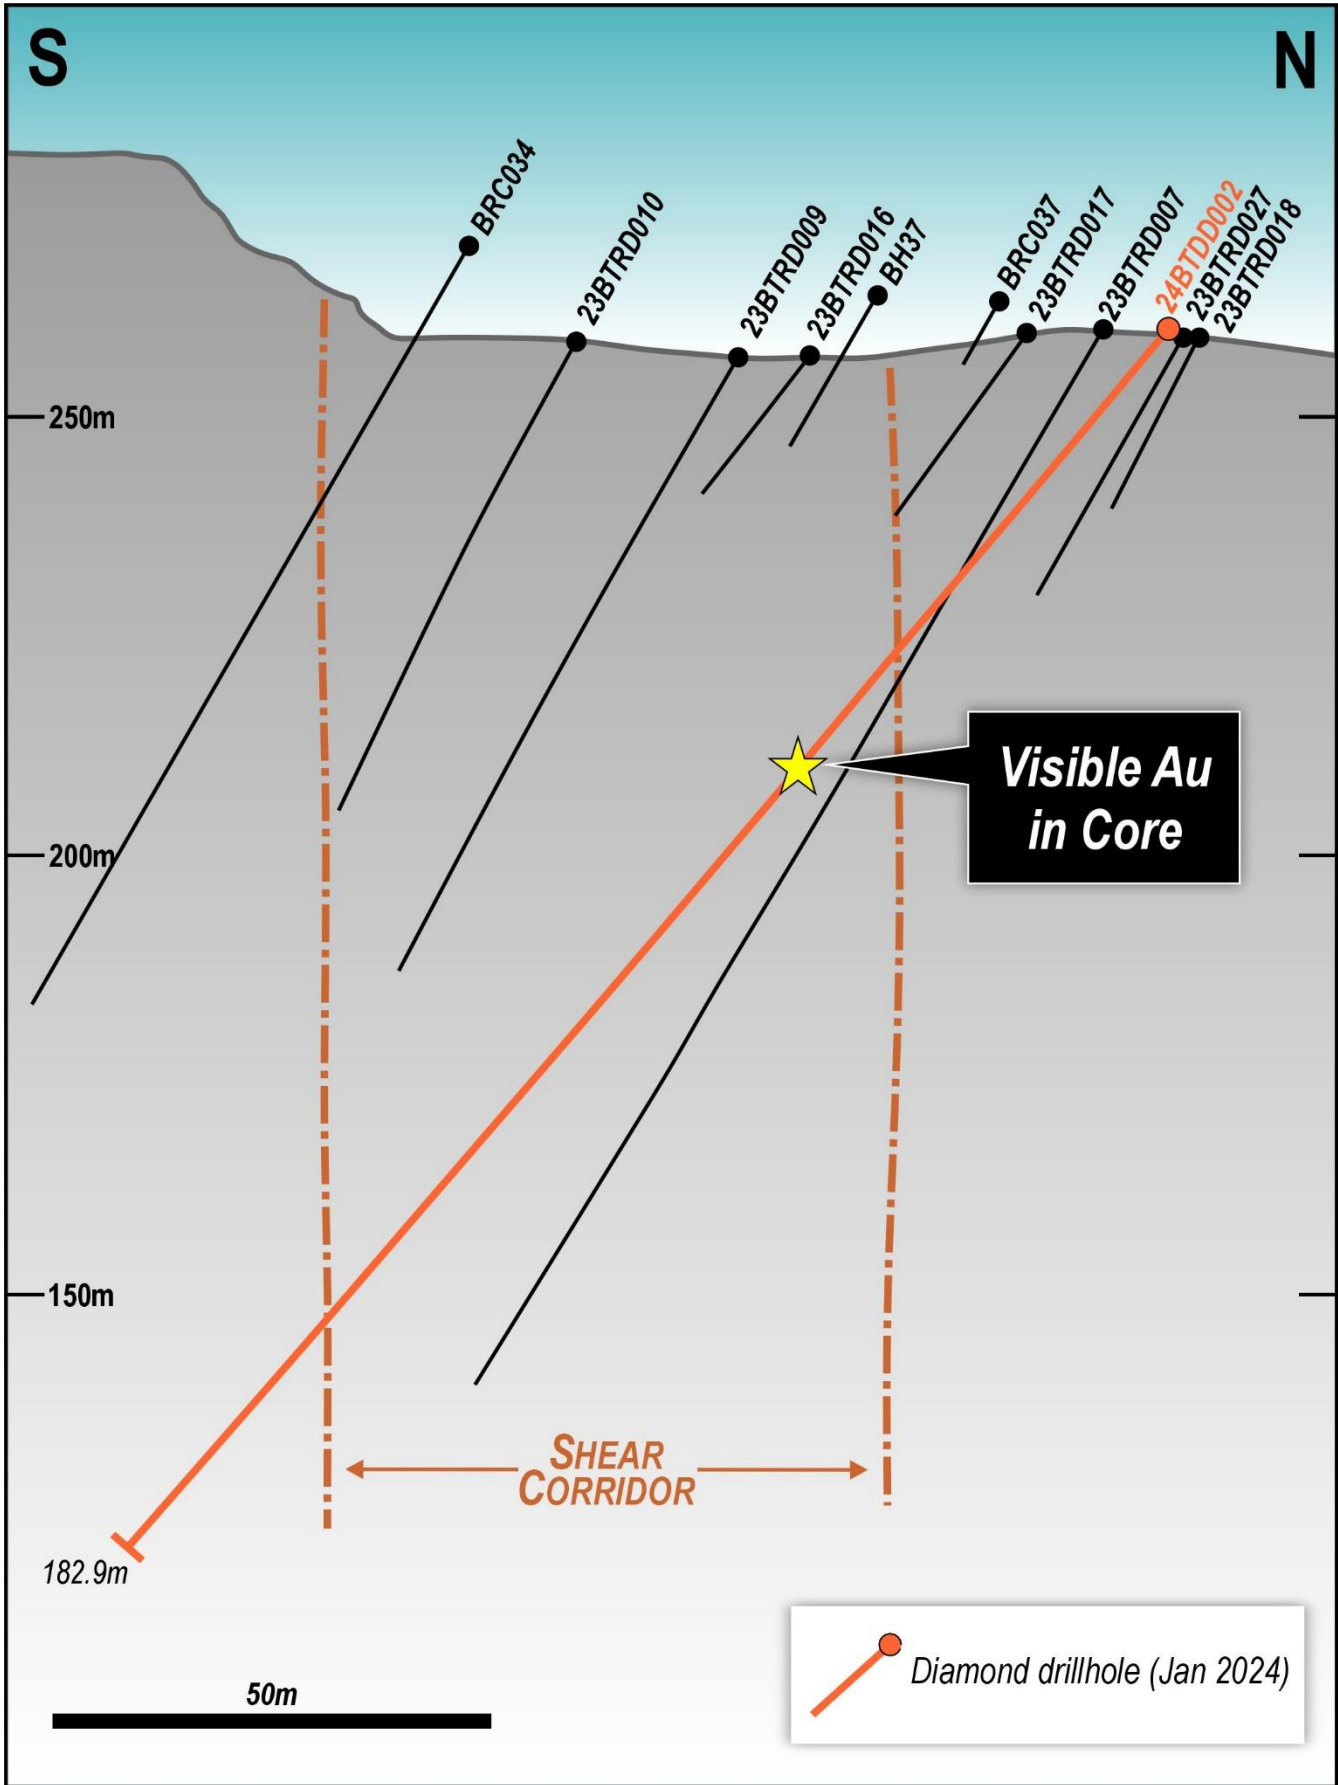 S
N
BRC034
23BTRD010
23BTRD009
23BTRD016
BH37
BRC037
23BTRD017
23BTRD007
24BTDD002
23BTRD027
23BTRD018
250m
200m
150m
Visible Au
in Core
SHEAR
CORRIDOR
182.9m
50m
Diamond drillhole (Jan 2024)